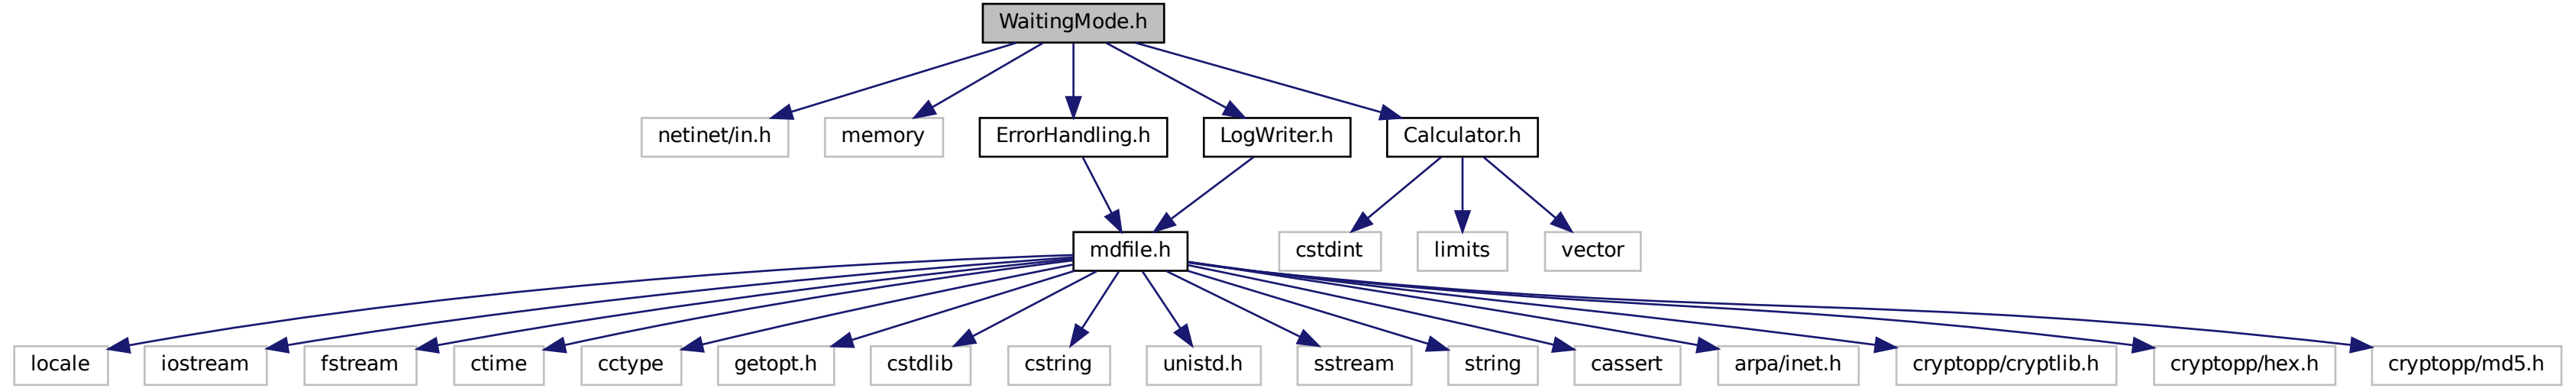 WaitingMode.h
netinet/in.h
memory
ErrorHandling.h
LogWriter.h
Calculator.h
mdfile.h
cstdint
limits
vector
locale
iostream
fstream
ctime
cctype
getopt.h
cstdlib
cstring
unistd.h
sstream
string
cassert
arpa/inet.h
cryptopp/cryptlib.h
cryptopp/hex.h
cryptopp/md5.h